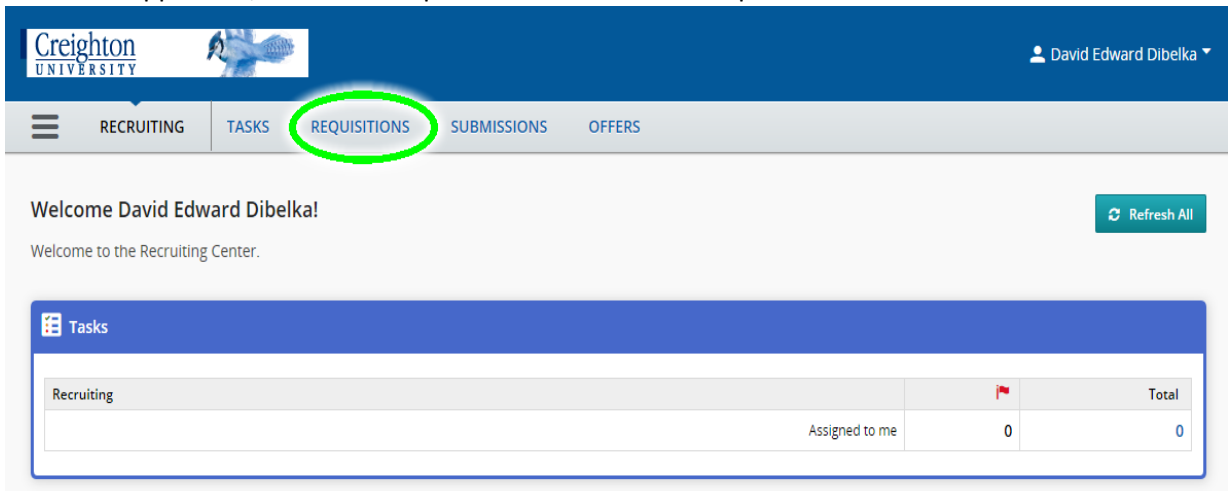 Creighton
UNIVERSITY
David Edward Dibelka
RECRUITING TASKS REQUISITIONS SUBMISSIONS OFFERS
Welcome David Edward Dibelka!
Refresh All
Welcome to the Recruiting Center.
Tasks
Recruiting Total
Assigned to me 0 0